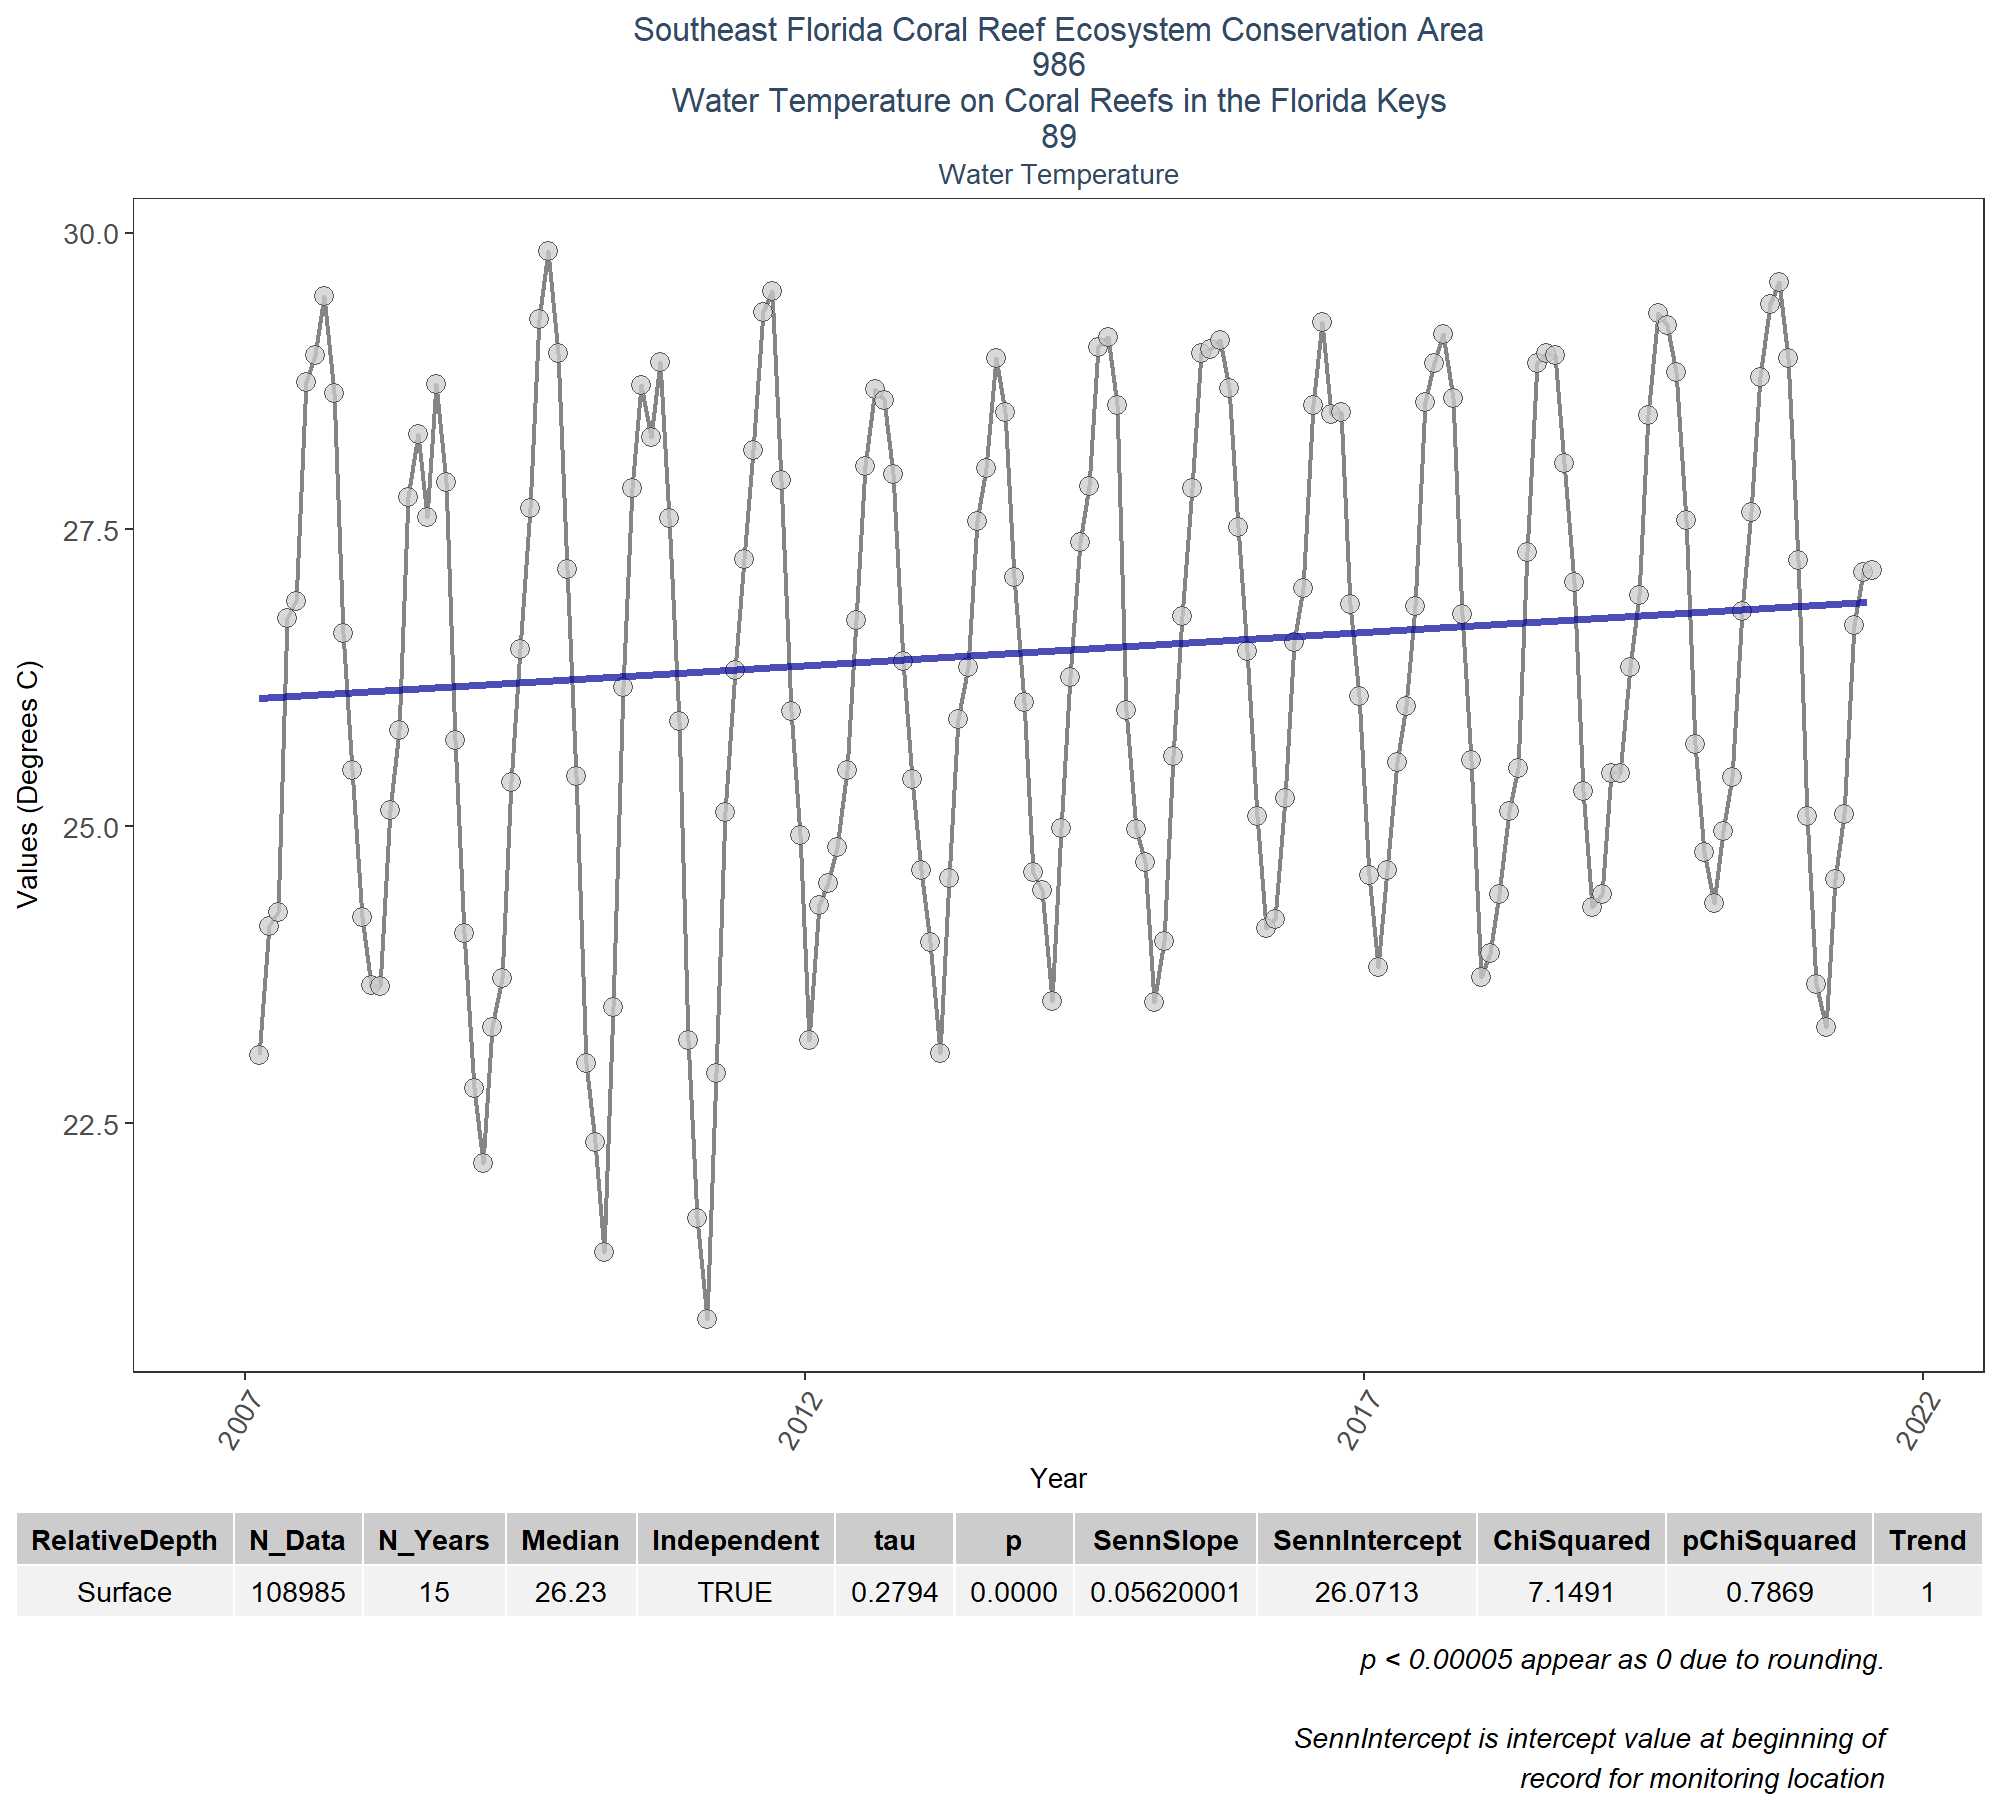 Southeast Florida Coral Reef Ecosystem Conservation Area
986
Water Temperature on Coral Reefs in the Florida Keys
89
Water Temperature
30.0
27.5
25.0
22.5
Values (Degrees C)
2007
2012
2017
2022
Year
RelativeDepth N_Data N_Years Median Independent tau p SennSlope SennIntercept ChiSquared pChiSquared Trend
Surface 108985 15 26.23 TRUE 0.2794 0.0000 0.05620001 26.0713 7.1491 0.7869 1
p < 0.00005 appear as 0 due to rounding.
SennIntercept is intercept value at beginning of
record for monitoring location